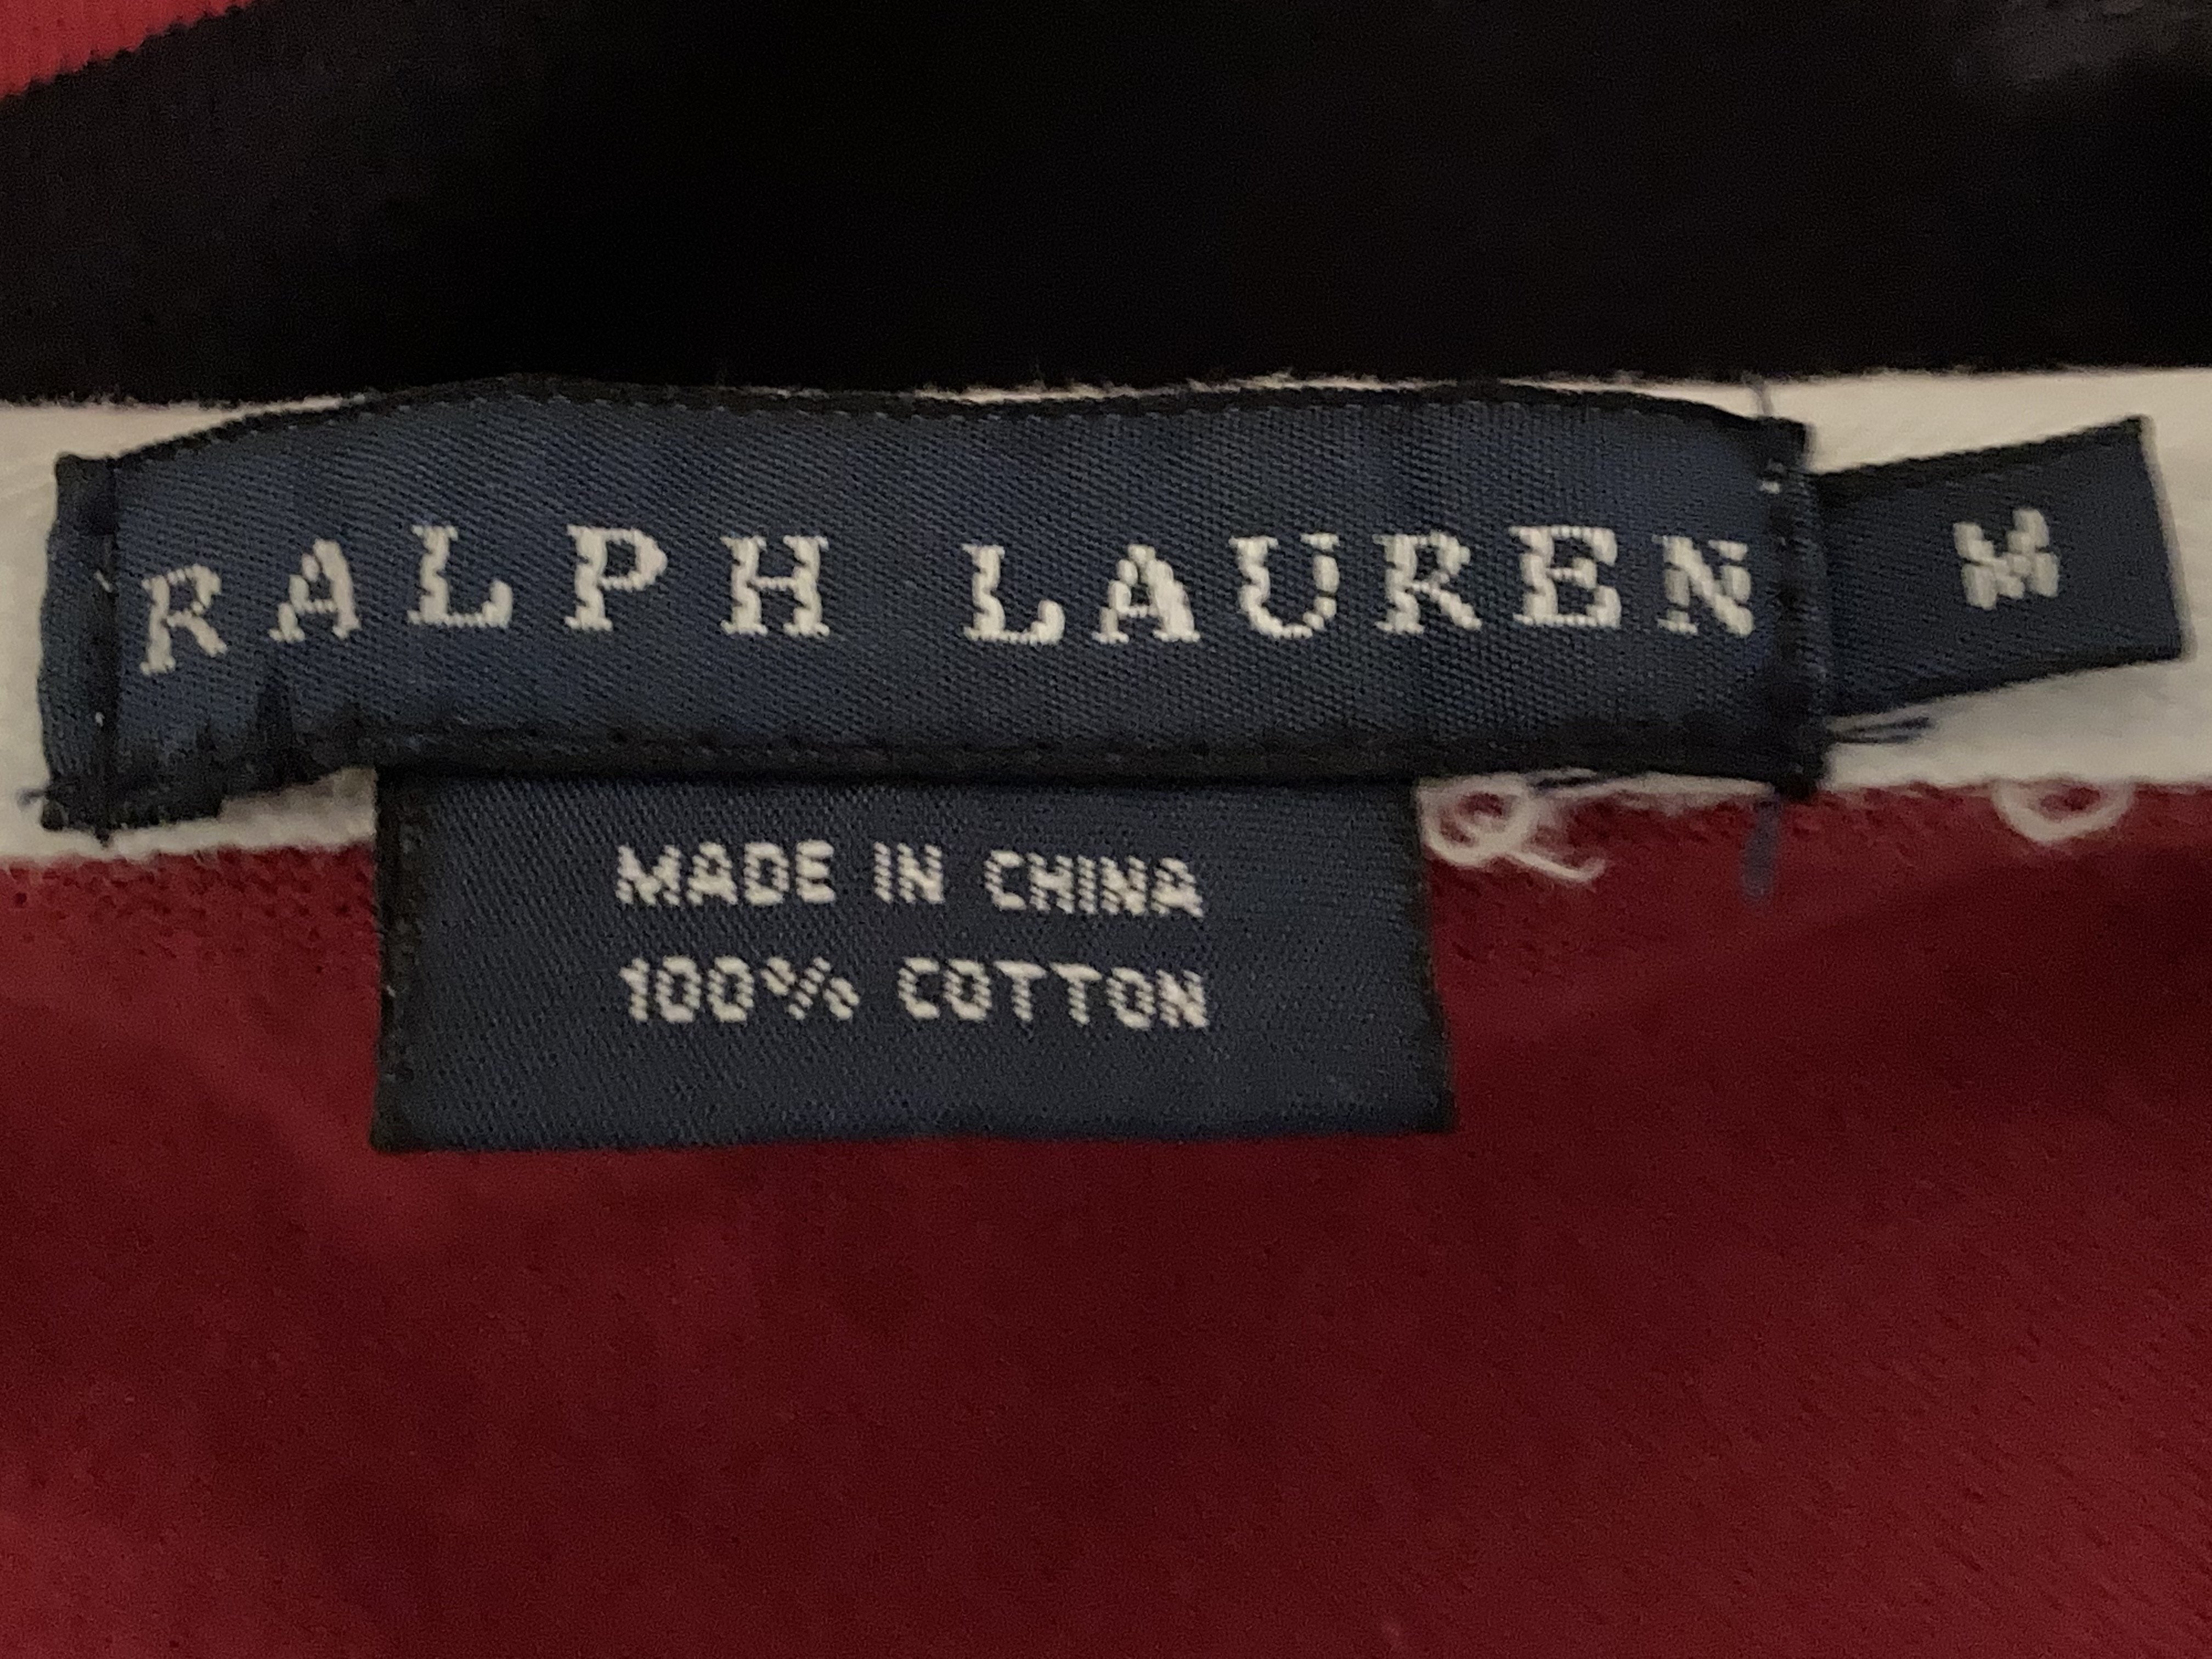 RALPH LAUREN
M
MADE IN CHINA
100% COTTON